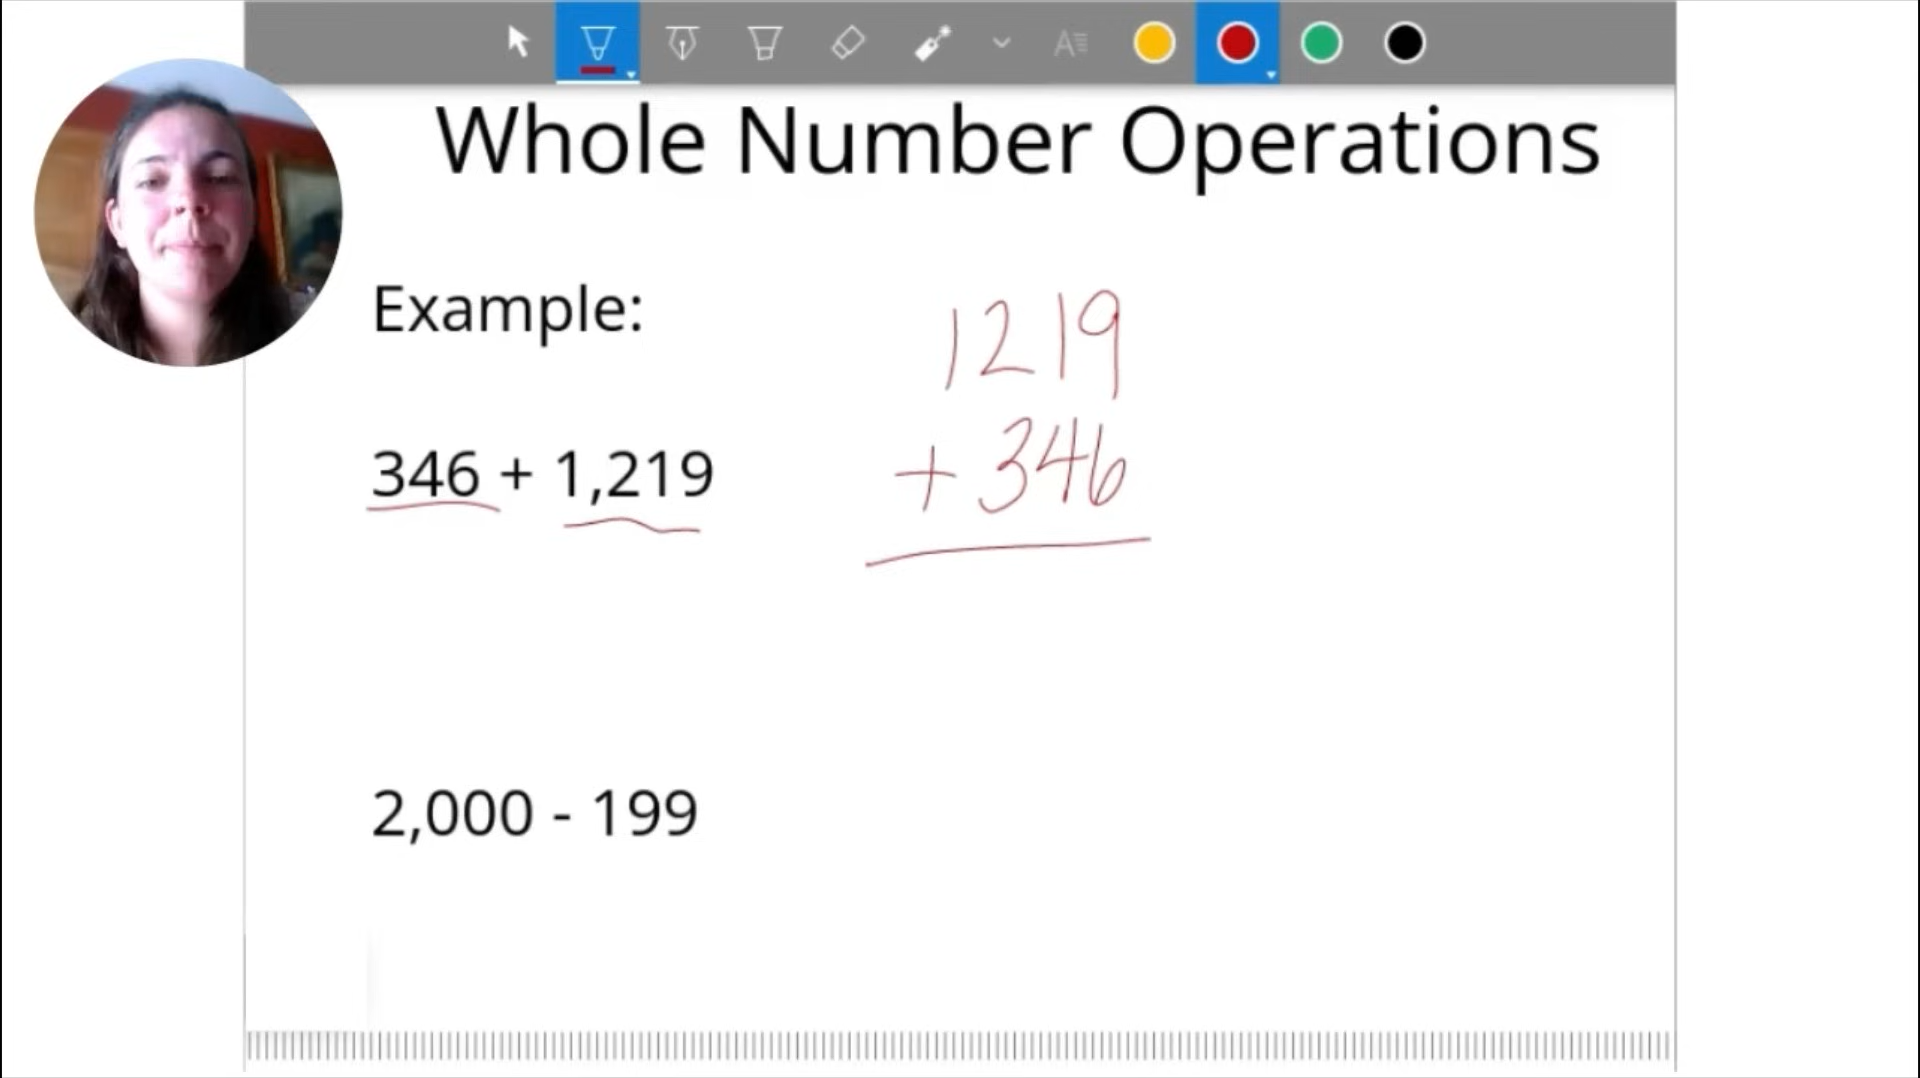 Whole Number Operations
Example:
1219
346 + 1,219
+ 346
2,000 - 199